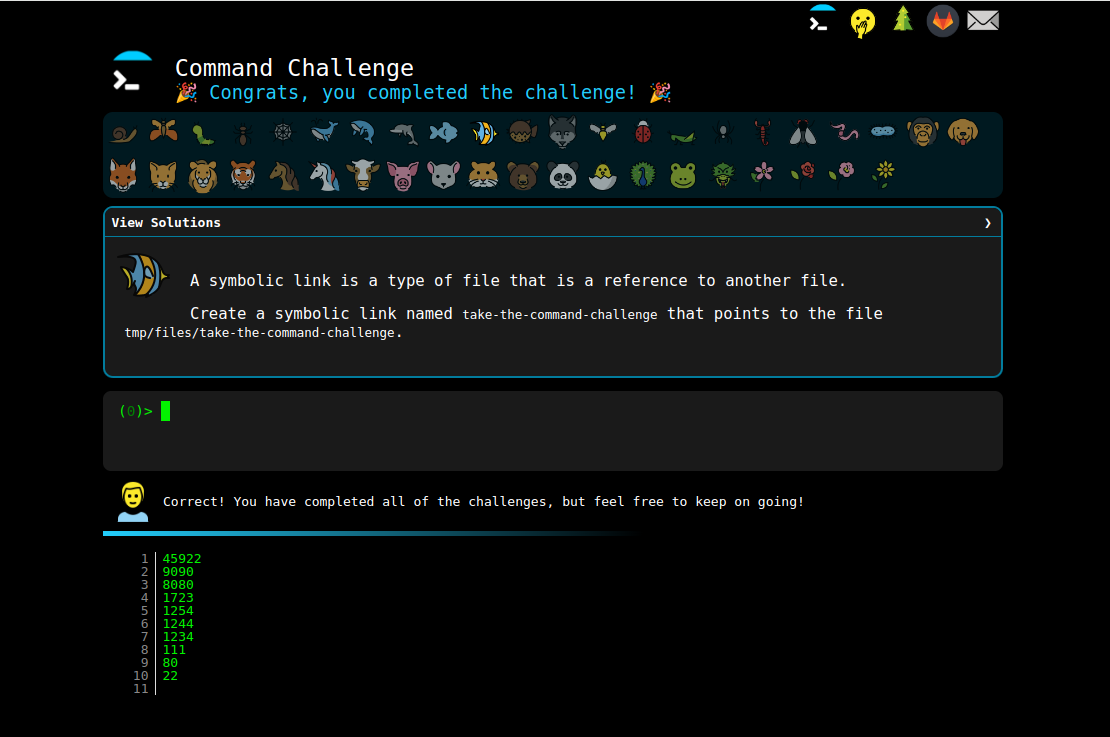 Command Challenge
🎉 Congrats, you completed the challenge! 🎉
View Solutions ❯
A symbolic link is a type of file that is a reference to another file.
Create a symbolic link named take-the-command-challenge that points to the file
tmp/files/take-the-command-challenge.
(0)>
Correct! You have completed all of the challenges, but feel free to keep on going!
1 45922
2 9090
3 8080
4 1723
5 1254
6 1244
7 1234
8 111
9 80
10 22
11